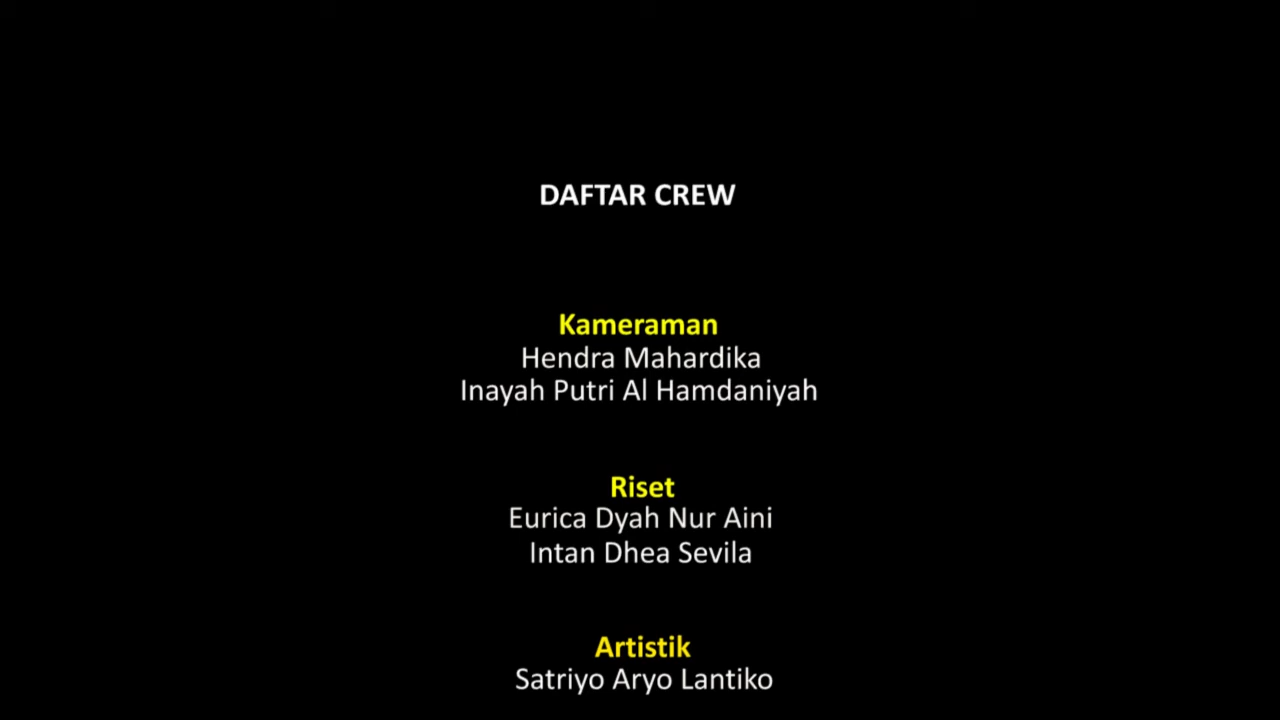 DAFTAR CREW
Kameraman
Hendra Mahardika
Inayah Putri Al Hamdaniyah
Riset
Eurica Dyah Nur Aini
Intan Dhea Sevila
Artistik
Satriyo Aryo Lantiko